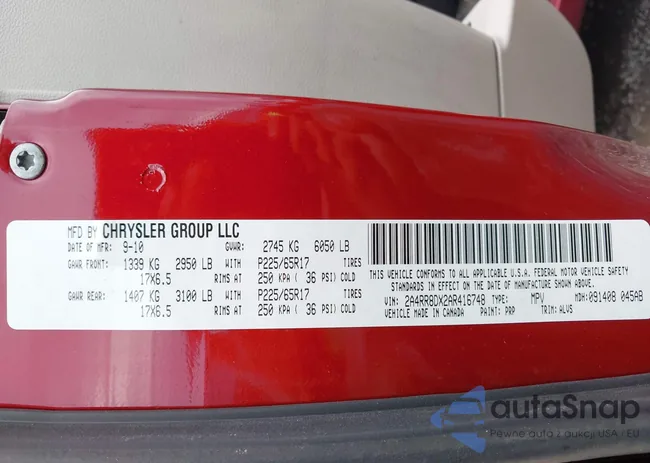 MFD BY CHRYSLER GROUP LLC
DATE OF MFR: 9-10 GVWR: 2745 KG 6050 LB
GAWR FRONT: 1339 KG 2950 LB WITH P225/65R17 TIRES
17X6.5 RIMS AT 250 KPA ( 36 PSI) COLD
GAWR REAR: 1407 KG 3100 LB WITH P225/65R17 TIRES
17X6.5 RIMS AT 250 KPA ( 36 PSI) COLD
THIS VEHICLE CONFORMS TO ALL APPLICABLE U.S.A. FEDERAL MOTOR VEHICLE SAFETY
STANDARDS IN EFFECT ON THE DATE OF MANUFACTURE SHOWN ABOVE.
VIN: 2A4RR8DX2AR416748 TYPE: MPV MDH: 091408 045AB
VEHICLE MADE IN CANADA PAINT: PRP TRIM: ALVS
autaSnap
Pewne auta z aukcji USA / EU